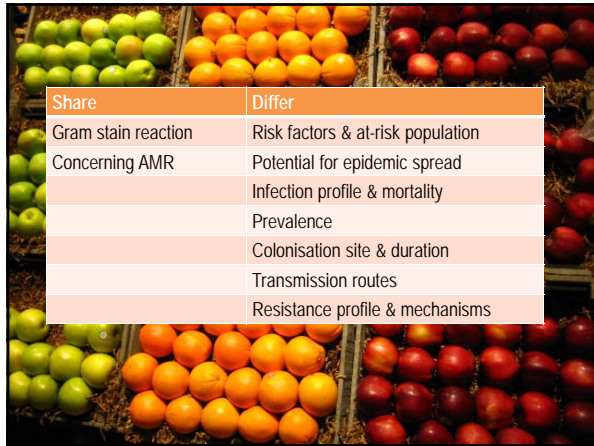 Share Differ
Gram stain reaction Risk factors & at-risk population
Concerning AMR Potential for epidemic spread
Infection profile & mortality
Prevalence
Colonisation site & duration
Transmission routes
Resistance profile & mechanisms